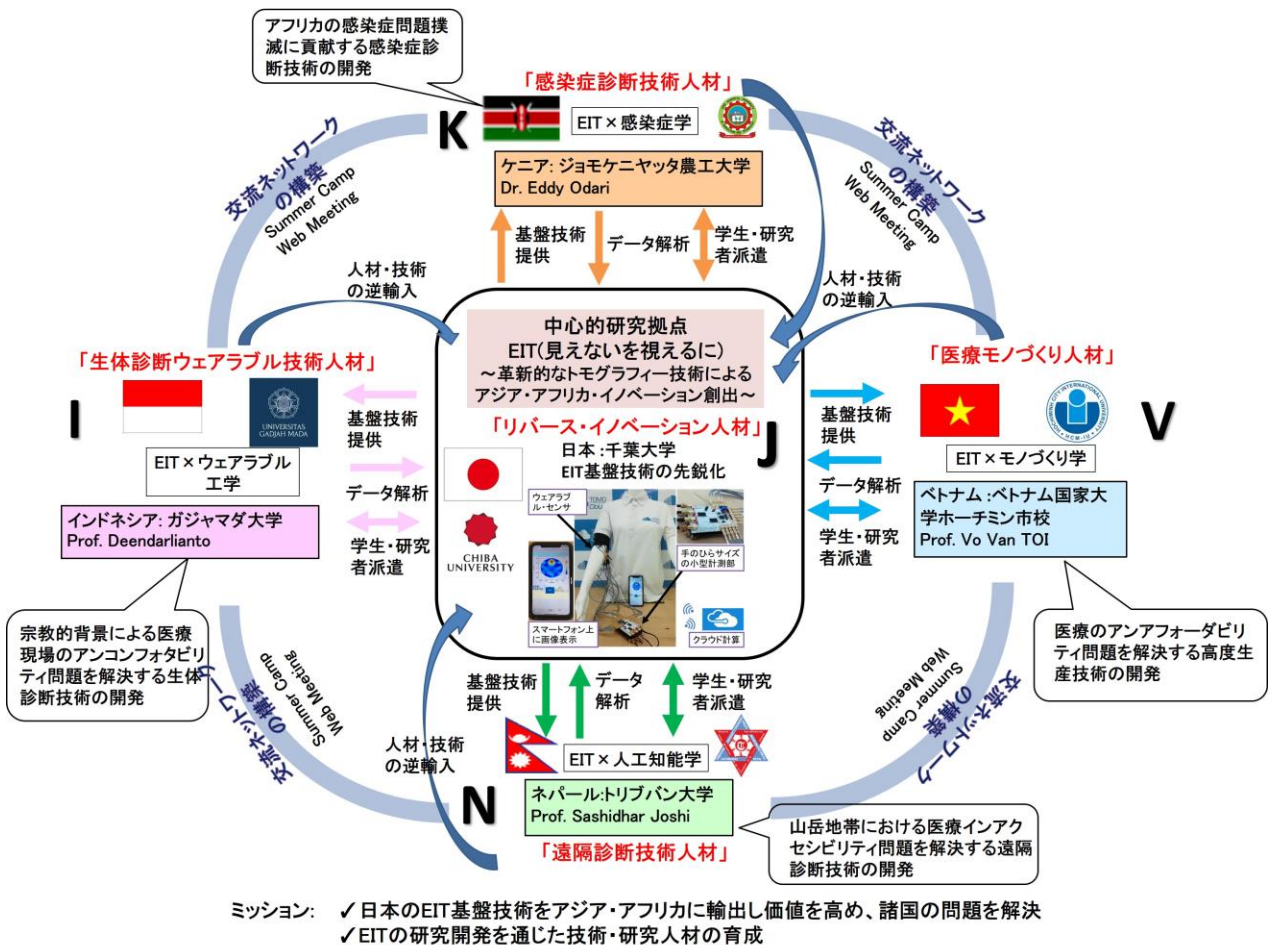 アフリカの感染症問題撲
滅に貢献する感染症診
断技術の開発
「感染症診断技術人材」
K
EIT×感染症学
ケニア: ジョモケニヤッタ農工大学
Dr. Eddy Odari
交流ネットワーク
の構築
Summer Camp
Web Meeting
交流ネットワーク
の構築
Summer Camp
Web Meeting
基盤技術
提供
データ解析
学生・研究
者派遣
人材・技術
の逆輸入
人材・技術
の逆輸入
中心的研究拠点
EIT(見えないを視えるに)
～革新的なトモグラフィー技術による
アジア・アフリカ・イノベーション創出～
「リバース・イノベーション人材」
J
日本:千葉大学
EIT基盤技術の先鋭化
CHIBA
UNIVERSITY
ウェアラブ
ル・センサ
手のひらサイズ
の小型計測部
スマートフォン上
に画像表示
クラウド計算
「生体診断ウェアラブル技術人材」
I
UNIVERSITAS
GADJAH MADA
EIT×ウェアラブル
工学
インドネシア: ガジャマダ大学
Prof. Deendarlianto
基盤技術
提供
データ解析
学生・研究
者派遣
宗教的背景による医療
現場のアンコンフォタビリ
ティ問題を解決する生体
診断技術の開発
「医療モノづくり人材」
V
HOCHIMINH CITY INTERNATIONAL UNIVERSITY
HCM-IU
EIT×モノづくり学
ベトナム:ベトナム国家大
学ホーチミン市校
Prof. Vo Van TOI
基盤技術
提供
データ解析
学生・研究
者派遣
医療のアンアフォーダビリ
ティ問題を解決する高度生
産技術の開発
交流ネットワーク
の構築
Summer Camp
Web Meeting
交流ネットワーク
の構築
Summer Camp
Web Meeting
基盤技術
提供
データ
解析
学生・研究
者派遣
人材・技術
の逆輸入
N
EIT×人工知能学
ネパール:トリブバン大学
Prof. Sashidhar Joshi
「遠隔診断技術人材」
山岳地帯における医療インアク
セシビリティ問題を解決する遠隔
診断技術の開発
ミッション: ✓日本のEIT基盤技術をアジア・アフリカに輸出し価値を高め、諸国の問題を解決
✓EITの研究開発を通じた技術・研究人材の育成